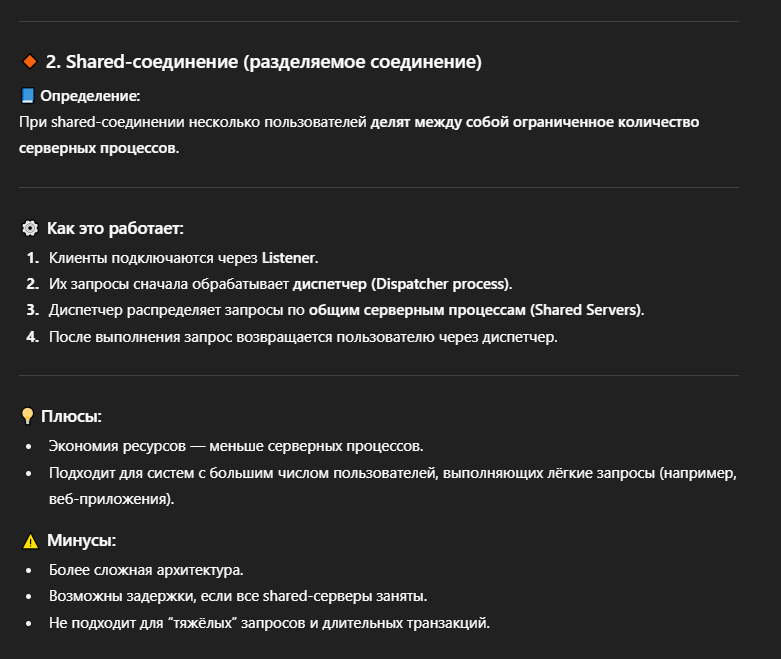 2. Shared-соединение (разделяемое соединение)
Определение:
При shared-соединении несколько пользователей делят между собой ограниченное количество
серверных процессов.
Как это работает:
1. Клиенты подключаются через Listener.
2. Их запросы сначала обрабатывает диспетчер (Dispatcher process).
3. Диспетчер распределяет запросы по общим серверным процессам (Shared Servers).
4. После выполнения запрос возвращается пользователю через диспетчер.
Плюсы:
• Экономия ресурсов — меньше серверных процессов.
• Подходит для систем с большим числом пользователей, выполняющих лёгкие запросы (например,
веб-приложения).
Минусы:
• Более сложная архитектура.
• Возможны задержки, если все shared-серверы заняты.
• Не подходит для “тяжёлых” запросов и длительных транзакций.